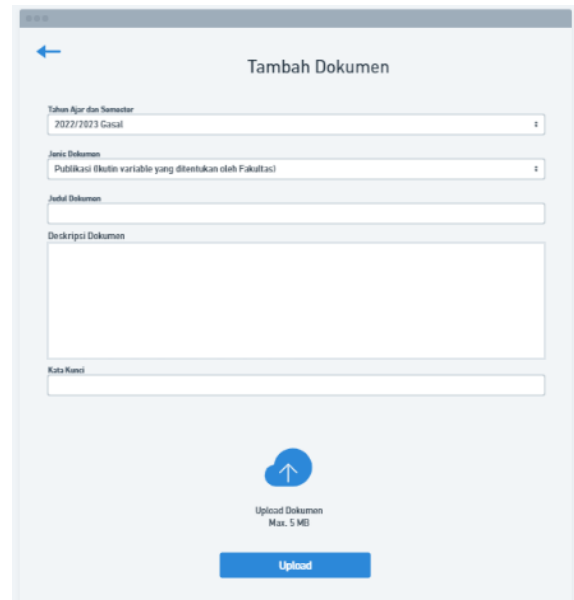 Tambah Dokumen
Tahun Ajar dan Semester
2022/2023 Gasal
Jenis Dokumen
Publikasi (Ikutin variable yang ditentukan oleh Fakultas)
Judul Dokumen
Deskripsi Dokumen
Kata Kunci
Upload Dokumen
Max. 5 MB
Upload